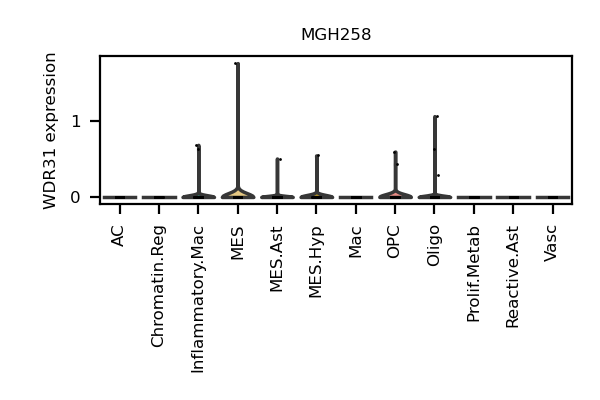 MGH258
WDR31 expression
1
0
AC
Chromatin.Reg
Inflammatory.Mac
MES
MES.Ast
MES.Hyp
Mac
OPC
Oligo
Prolif.Metab
Reactive.Ast
Vasc